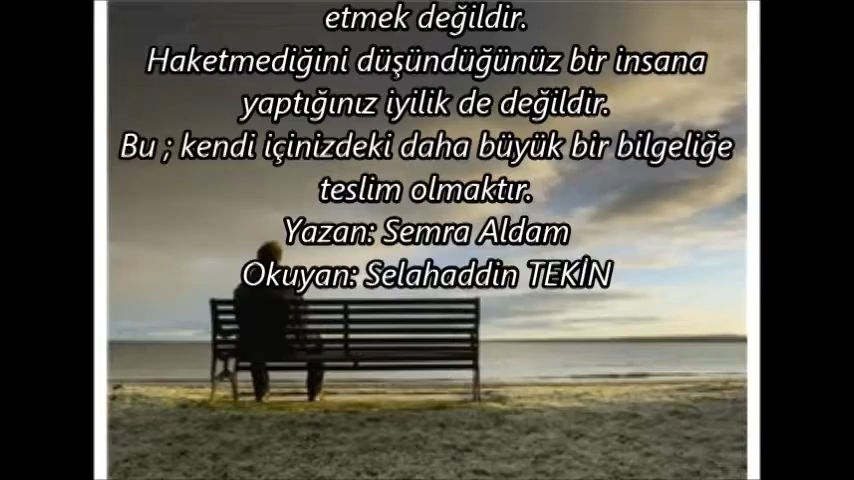 etmek değildir.
Haketmediğini düşündüğünüz bir insana
yaptığınız iyilik de değildir.
Bu ; kendi içinizdeki daha büyük bir bilgeliğe
teslim olmaktır.
Yazan: Semra Aldam
Okuyan: Selahaddin TEKİN